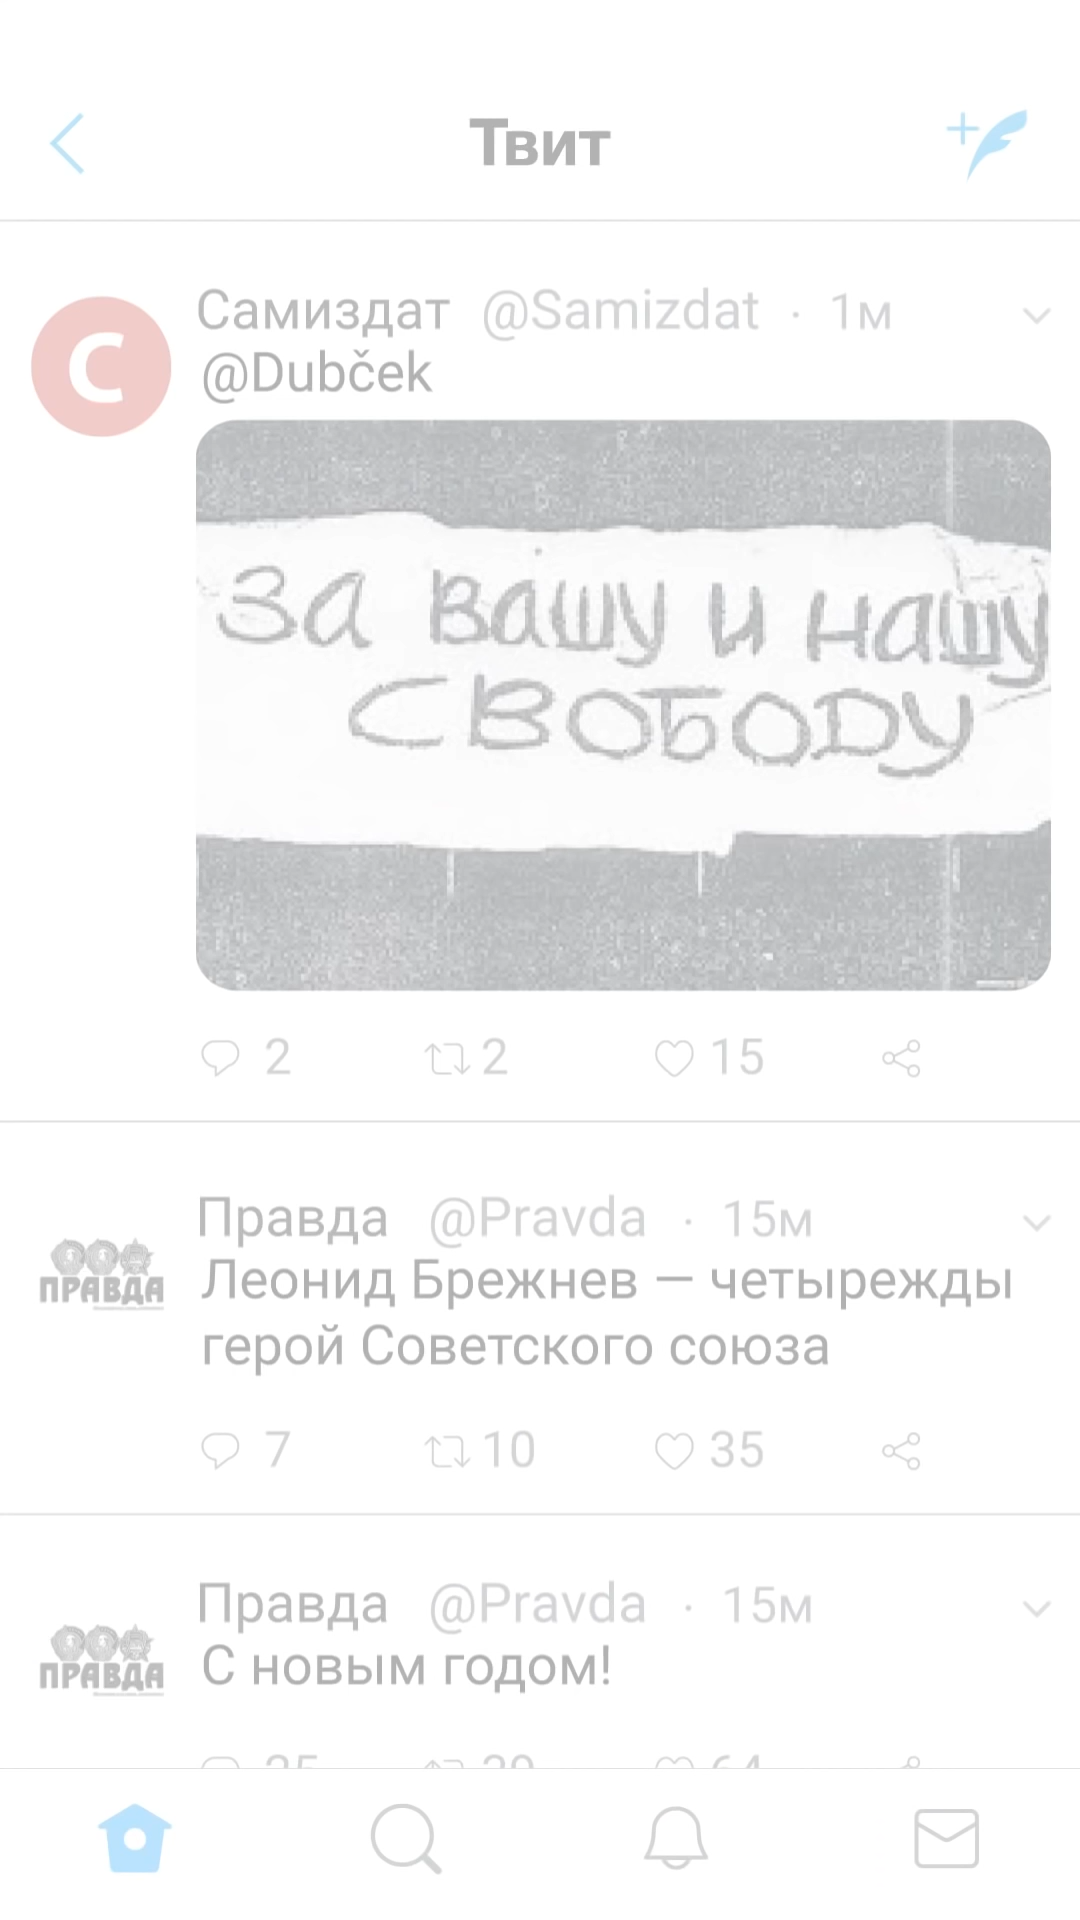 Твит
Самиздат @Samizdat · 1м
@Dubček
С
за вашу и нашу
свободу
2 2 15
Правда @Pravda · 15м
ПРАВДА
Леонид Брежнев — четырежды
герой Советского союза
7 10 35
Правда @Pravda · 15м
ПРАВДА
С новым годом!